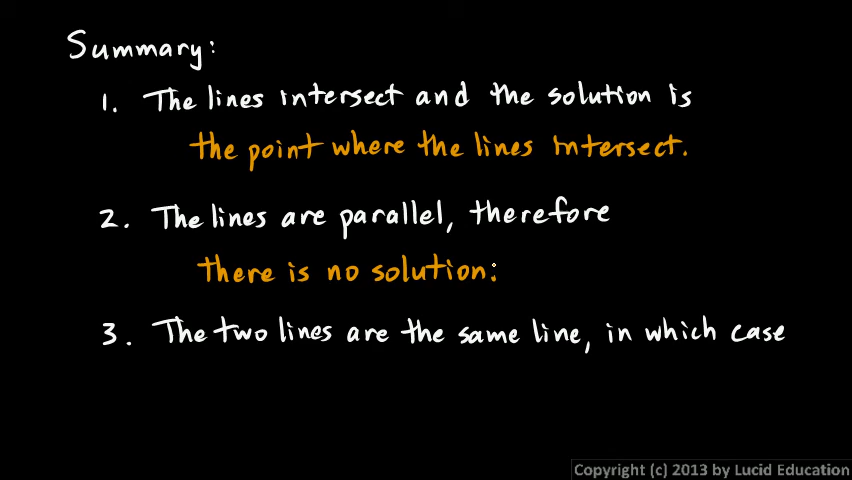 Summary:
1. The lines intersect and the solution is
the point where the lines intersect.
2. The lines are parallel, therefore
there is no solution.
3. The two lines are the same line, in which case
Copyright (c) 2013 by Lucid Education